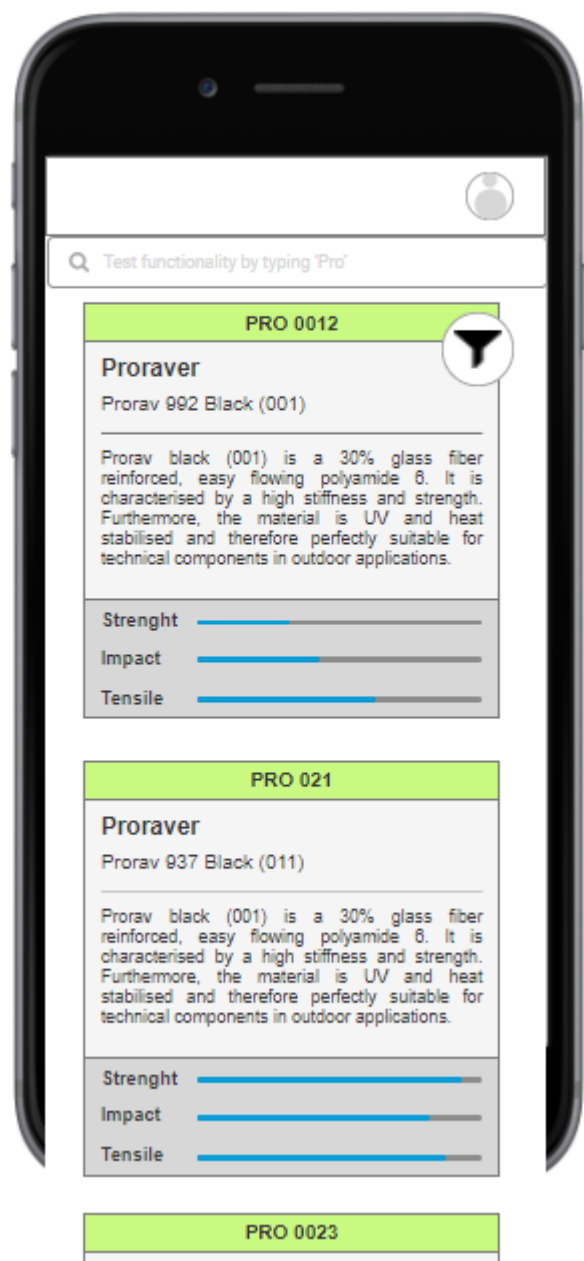 Test functionality by typing 'Pro'
PRO 0012
Proraver
Prorav 992 Black (001)
Prorav black (001) is a 30% glass fiber
reinforced, easy flowing polyamide 6. It is
characterised by a high stiffness and strength.
Furthermore, the material is UV and heat
stabilised and therefore perfectly suitable for
technical components in outdoor applications.
Strenght
Impact
Tensile
PRO 021
Proraver
Prorav 937 Black (011)
Prorav black (001) is a 30% glass fiber
reinforced, easy flowing polyamide 6. It is
characterised by a high stiffness and strength.
Furthermore, the material is UV and heat
stabilised and therefore perfectly suitable for
technical components in outdoor applications.
Strenght
Impact
Tensile
PRO 0023